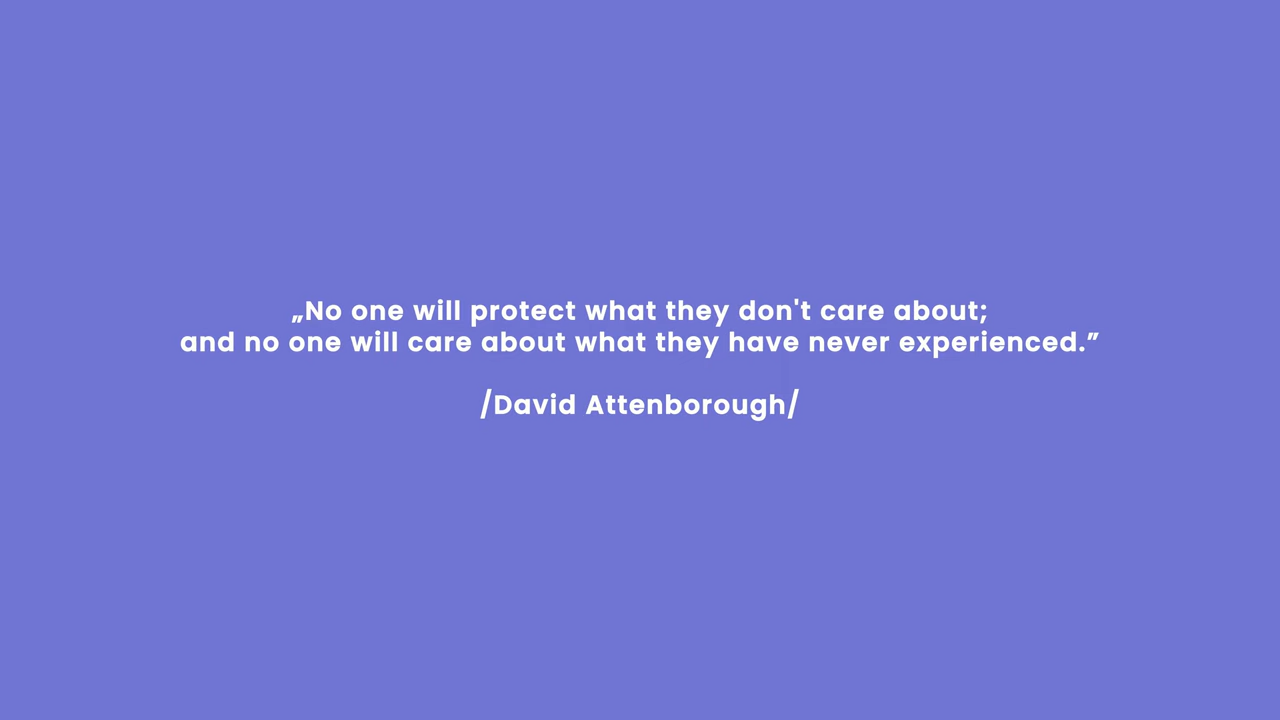 „No one will protect what they don't care about;
and no one will care about what they have never experienced.”
/David Attenborough/